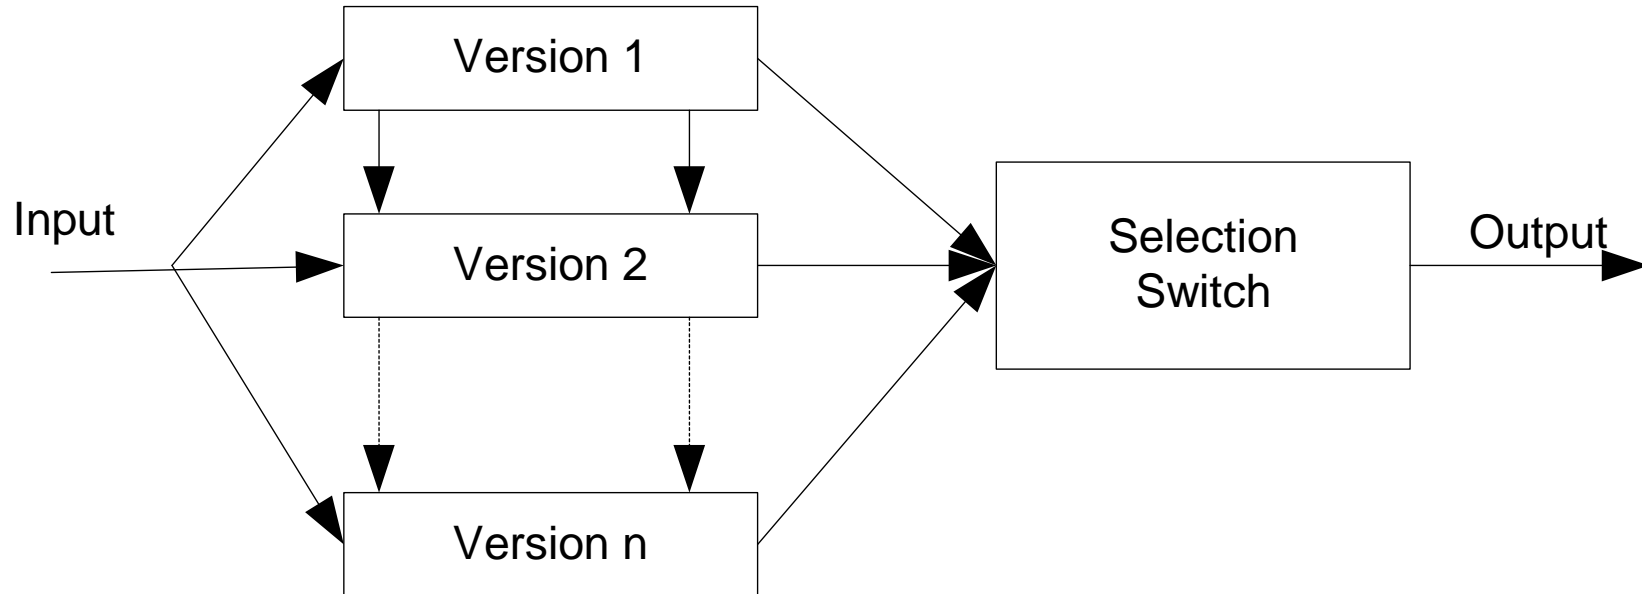 Version 1
Input
Version 2
Selection
Switch
Output
Version n